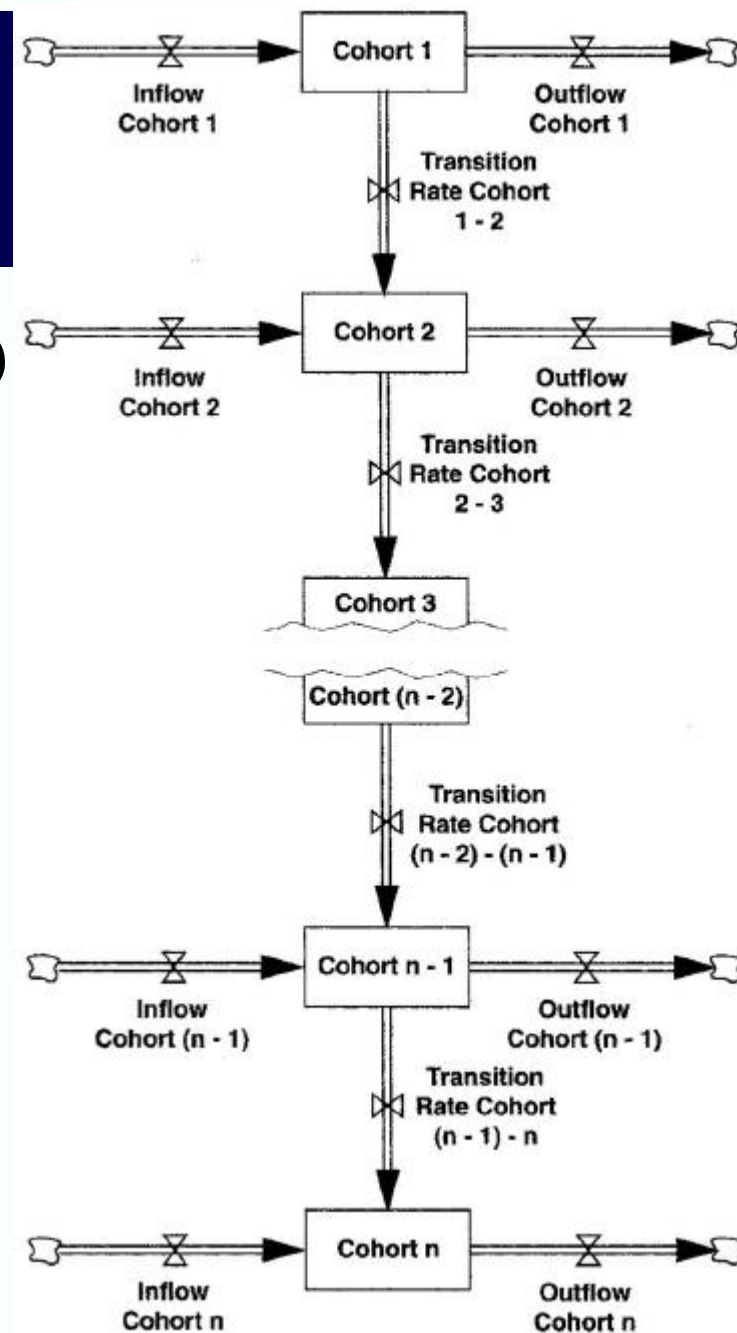 Cohort 1
Inflow
Cohort 1
Outflow
Cohort 1
Transition
Rate Cohort
1 - 2
Cohort 2
Inflow
Cohort 2
Outflow
Cohort 2
Transition
Rate Cohort
2 - 3
Cohort 3
Cohort (n - 2)
Transition
Rate Cohort
(n - 2) - (n - 1)
Cohort n - 1
Inflow
Cohort (n - 1)
Outflow
Cohort (n - 1)
Transition
Rate Cohort
(n - 1) - n
Cohort n
Inflow
Cohort n
Outflow
Cohort n